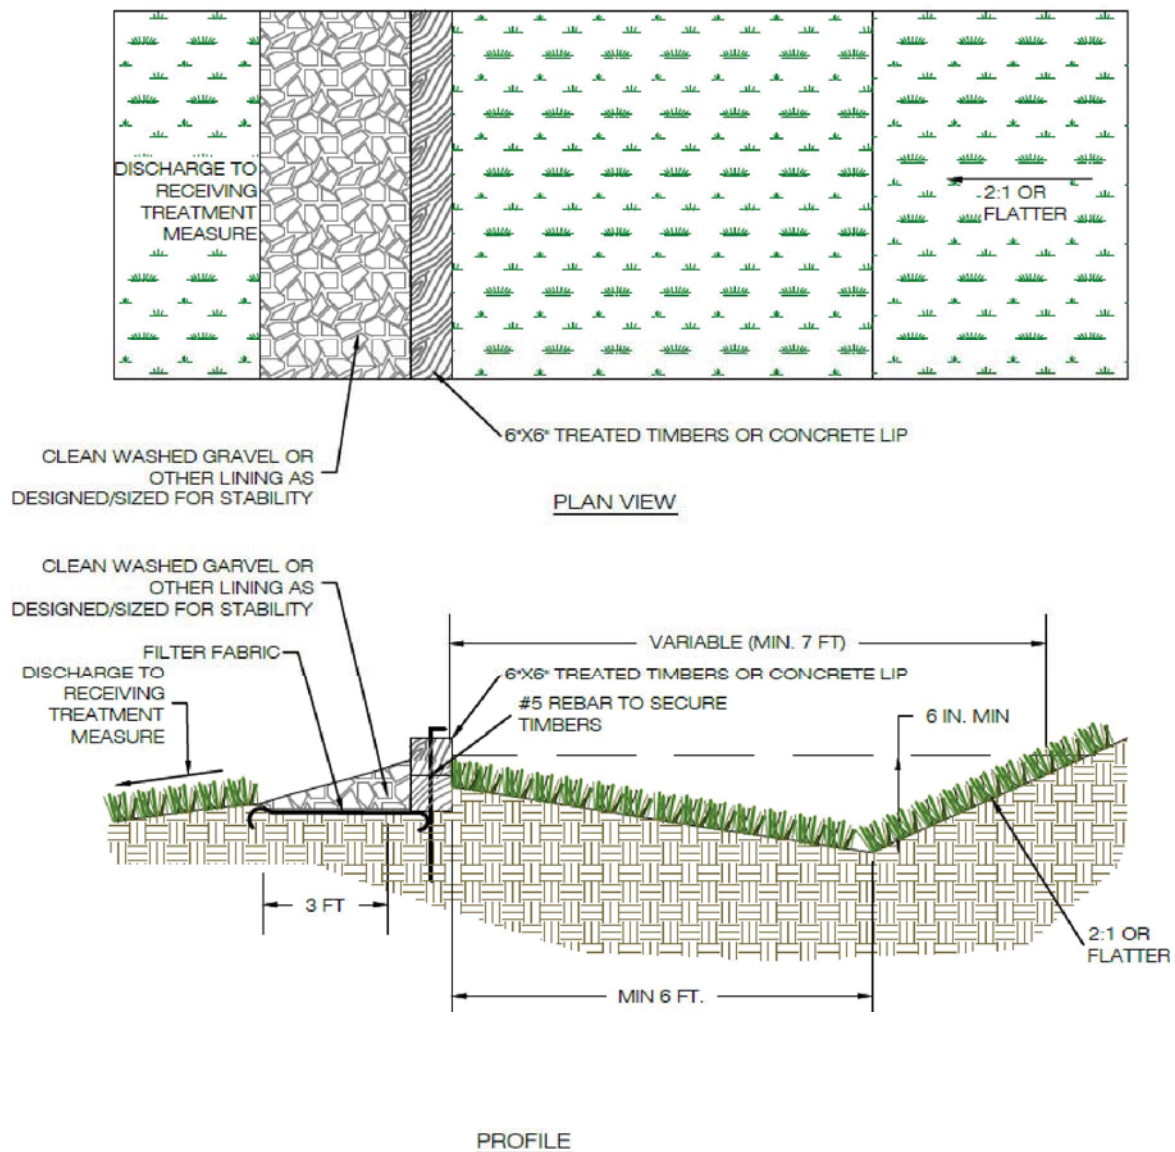 DISCHARGE TO
RECEIVING
TREATMENT
MEASURE
2:1 OR
FLATTER
6"X6" TREATED TIMBERS OR CONCRETE LIP
CLEAN WASHED GRAVEL OR
OTHER LINING AS
DESIGNED/SIZED FOR STABILITY
PLAN VIEW
CLEAN WASHED GARVEL OR
OTHER LINING AS
DESIGNED/SIZED FOR STABILITY
FILTER FABRIC
DISCHARGE TO
RECEIVING
TREATMENT
MEASURE
VARIABLE (MIN. 7 FT)
6"X6" TREATED TIMBERS OR CONCRETE LIP
#5 REBAR TO SECURE
TIMBERS
6 IN. MIN
3 FT
2:1 OR
FLATTER
MIN 6 FT.
PROFILE